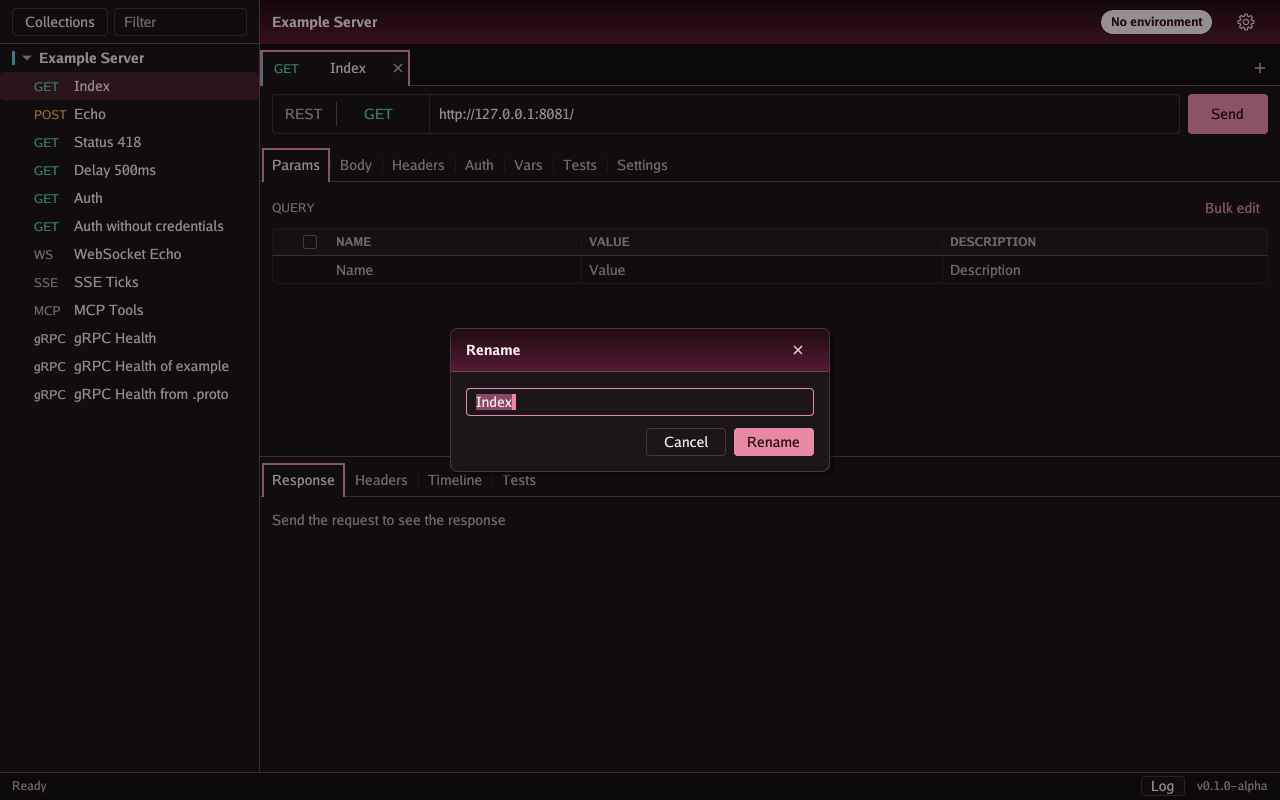 Collections
Filter
Example Server
No environment
Example Server
GET Index
POST Echo
GET Status 418
GET Delay 500ms
GET Auth
GET Auth without credentials
WS WebSocket Echo
SSE SSE Ticks
MCP MCP Tools
gRPC gRPC Health
gRPC gRPC Health of example
gRPC gRPC Health from .proto
GET Index
REST GET http://127.0.0.1:8081/ Send
Params Body Headers Auth Vars Tests Settings
QUERY Bulk edit
NAME VALUE DESCRIPTION
Name Value Description
Rename
Index
Cancel Rename
Response Headers Timeline Tests
Send the request to see the response
Ready Log v0.1.0-alpha